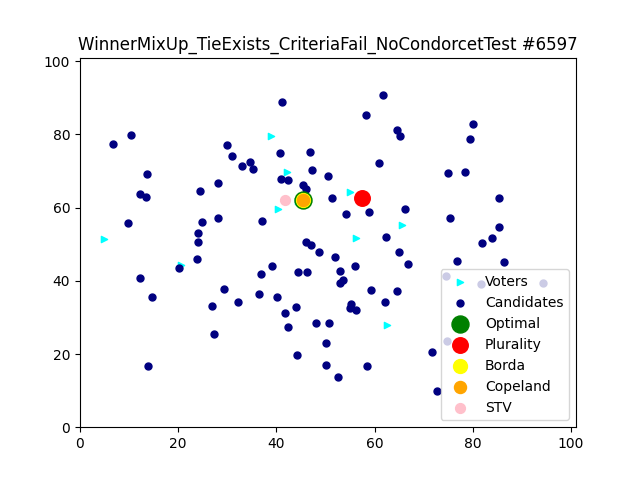 WinnerMixUp_TieExists_CriteriaFail_NoCondorcetTest #6597
100
80
60
40
20
0
0 20 40 60 80 100
Voters
Candidates
Optimal
Plurality
Borda
Copeland
STV